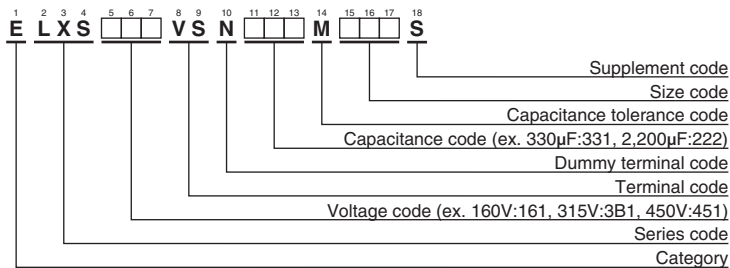 1 2 3 4 5 6 7 8 9 10 11 12 13 14 15 16 17 18
E L X S V S N M S
Supplement code
Size code
Capacitance tolerance code
Capacitance code (ex. 330µF:331, 2,200µF:222)
Dummy terminal code
Terminal code
Voltage code (ex. 160V:161, 315V:3B1, 450V:451)
Series code
Category